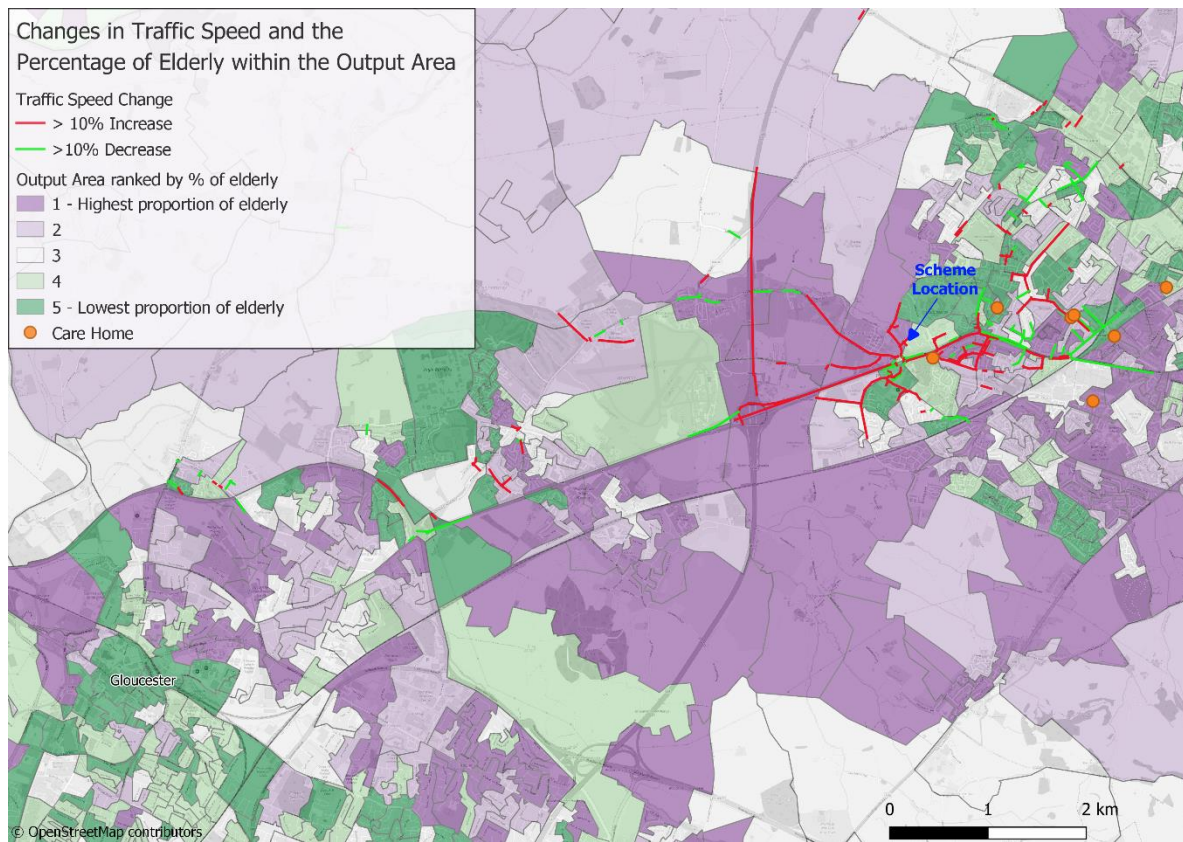 Changes in Traffic Speed and the
Percentage of Elderly within the Output Area
Traffic Speed Change
> 10% Increase
>10% Decrease
Output Area ranked by % of elderly
1 - Highest proportion of elderly
2
3
4
5 - Lowest proportion of elderly
Care Home
Scheme
Location
Gloucester
0 1 2 km
© OpenStreetMap contributors